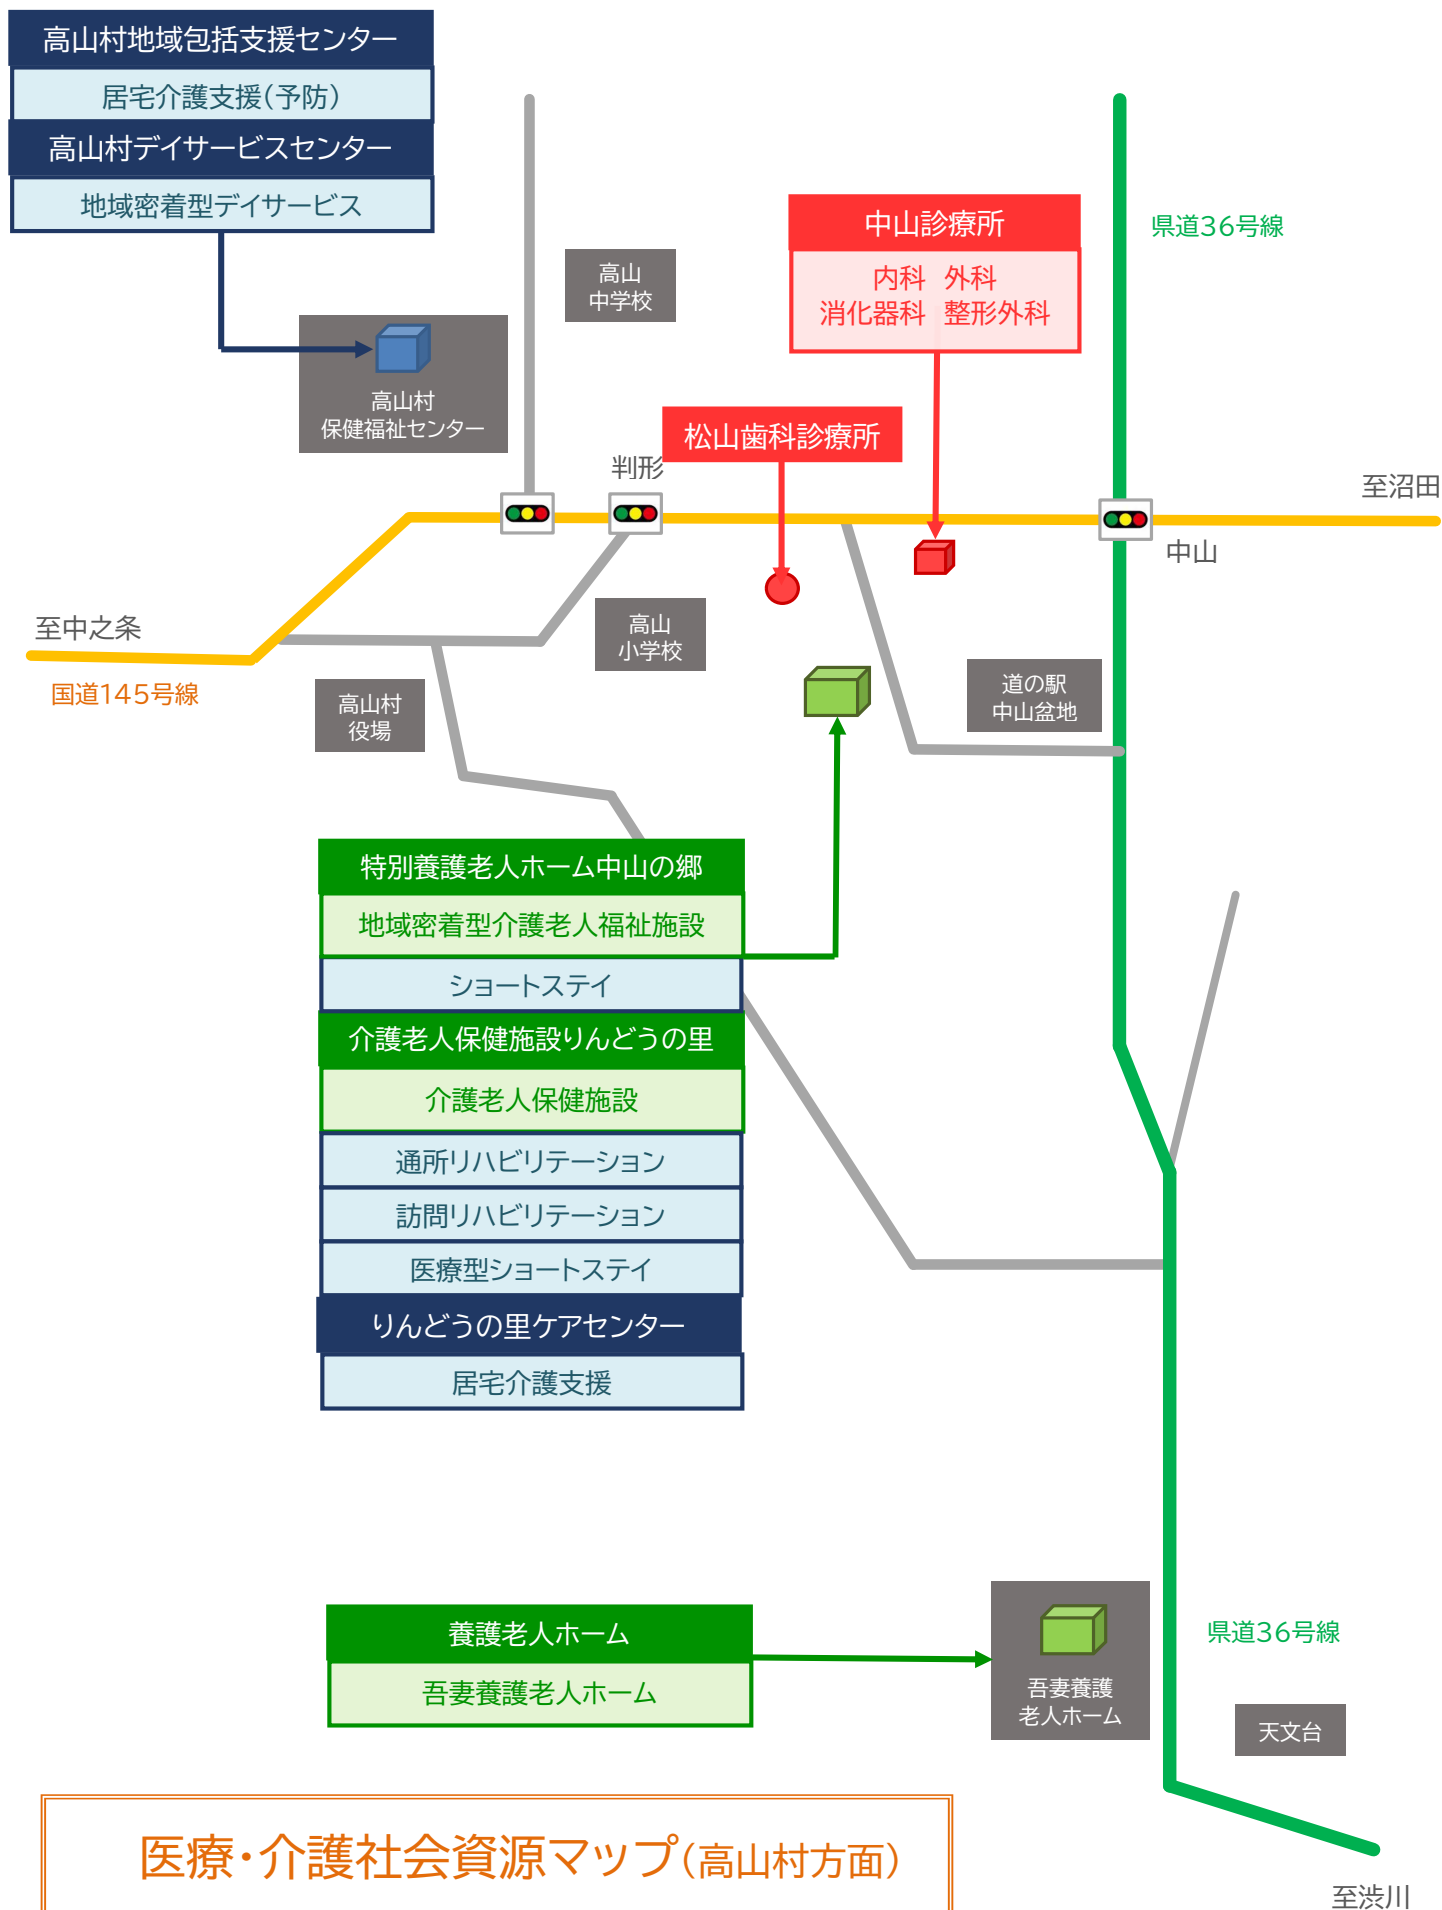 高山村地域包括支援センター
居宅介護支援（予防）
高山村デイサービスセンター
地域密着型デイサービス
中山診療所
内科　外科
消化器科　整形外科
県道36号線
高山
中学校
高山村
保健福祉センター
松山歯科診療所
判形
至沼田
中山
至中之条
国道145号線
高山
小学校
高山村
役場
道の駅
中山盆地
特別養護老人ホーム中山の郷
地域密着型介護老人福祉施設
ショートステイ
介護老人保健施設りんどうの里
介護老人保健施設
通所リハビリテーション
訪問リハビリテーション
医療型ショートステイ
りんどうの里ケアセンター
居宅介護支援
養護老人ホーム
吾妻養護老人ホーム
吾妻養護
老人ホーム
県道36号線
天文台
医療・介護社会資源マップ（高山村方面）
至渋川